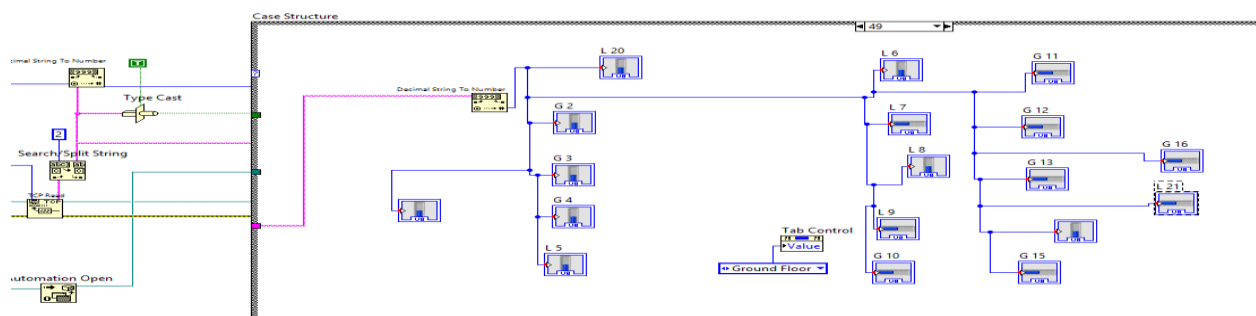 Case Structure
49
cimal String To Number
Type Cast
2
Search/Split String
TCP Read
Automation Open
Decimal String To Number
L 20
G 2
G 3
G 4
L 5
L 6
L 7
L 8
L 9
G 10
Tab Control
Value
Ground Floor
G 11
G 12
G 13
G 16
L 21
G 15